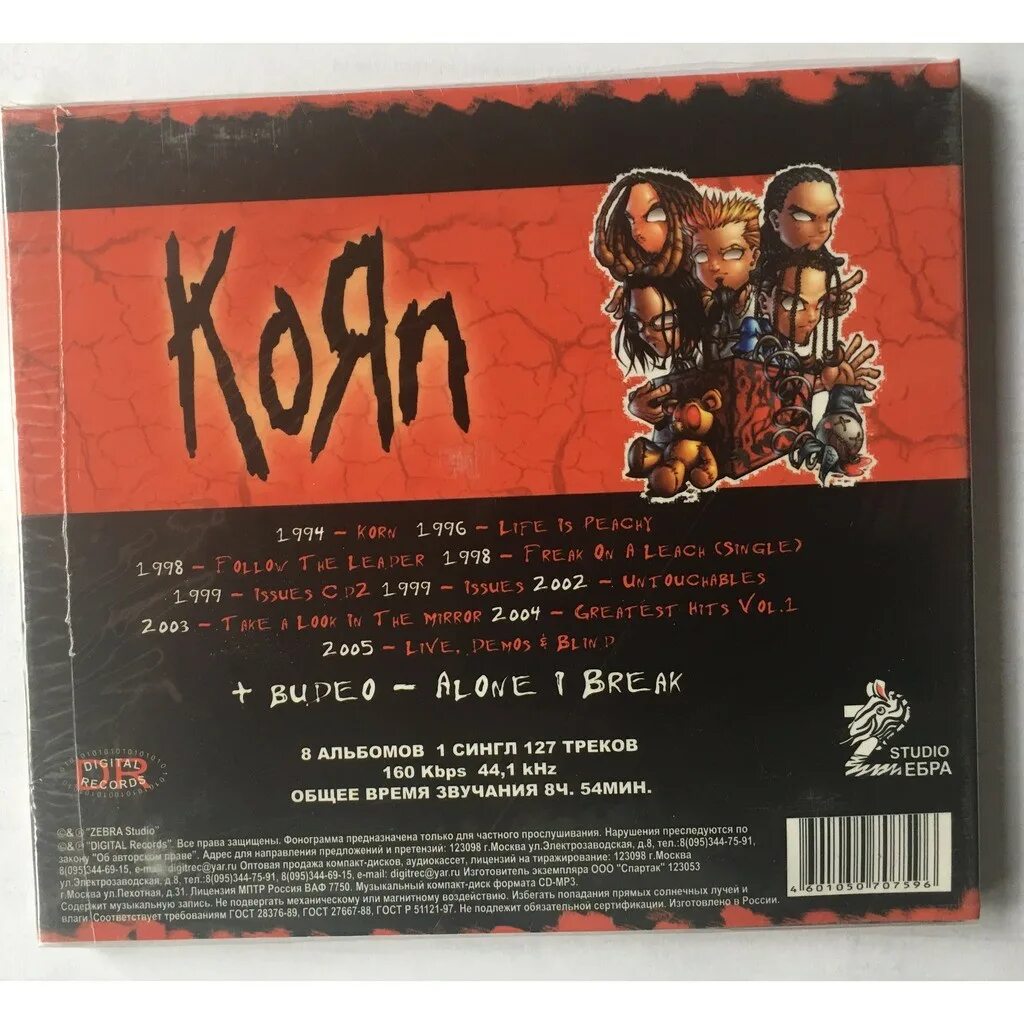 KoЯn
1994 – KORN 1996 – LIFE IS PEACHY
1998 – FOLLOW THE LEADER 1998 – FREAK ON A LEACH (SINGLE)
1999 – ISSUES CD2 1999 – ISSUES 2002 – UNTOUCHABLES
2003 – TAKE A LOOK IN THE MIRROR 2004 – GREATEST HITS VOL.1
2005 – LIVE, DEMOS & BLIND
+ ВИДЕО – ALONE I BREAK
8 АЛЬБОМОВ 1 СИНГЛ 127 ТРЕКОВ
160 Kbps 44,1 kHz
ОБЩЕЕ ВРЕМЯ ЗВУЧАНИЯ 8Ч. 54МИН.
DR
DIGITAL
RECORDS
STUDIO
ЗЕБРА
©&℗ "ZEBRA Studio"
©&℗ "DIGITAL Records". Все права защищены. Фонограмма предназначена только для частного прослушивания. Нарушения преследуются по
закону "Об авторском праве". Адрес для направления предложений и претензий: 123098 г.Москва ул.Электрозаводская, д.8, тел.:8(095)344-75-91,
8(095)344-69-15, e-mail: digitrec@yar.ru Оптовая продажа компакт-дисков, аудиокассет, лицензий на тиражирование: 123098 г.Москва
ул.Электрозаводская, д.8, тел.:8(095)344-75-91, 8(095)344-69-15, e-mail: digitrec@yar.ru Изготовитель экземпляра ООО "Спартак" 123053
г.Москва ул.Пехотная, д.31. Лицензия МПТР России ВАФ 7750. Музыкальный компакт-диск формата CD-MP3.
Содержит музыкальную запись. Не подвергать механическому или магнитному воздействию. Избегать попадания прямых солнечных лучей и
влаги. Соответствует требованиям ГОСТ 28376-89, ГОСТ 27667-88, ГОСТ Р 51121-97. Не подлежит обязательной сертификации. Изготовлено в России.
4 601050 707596